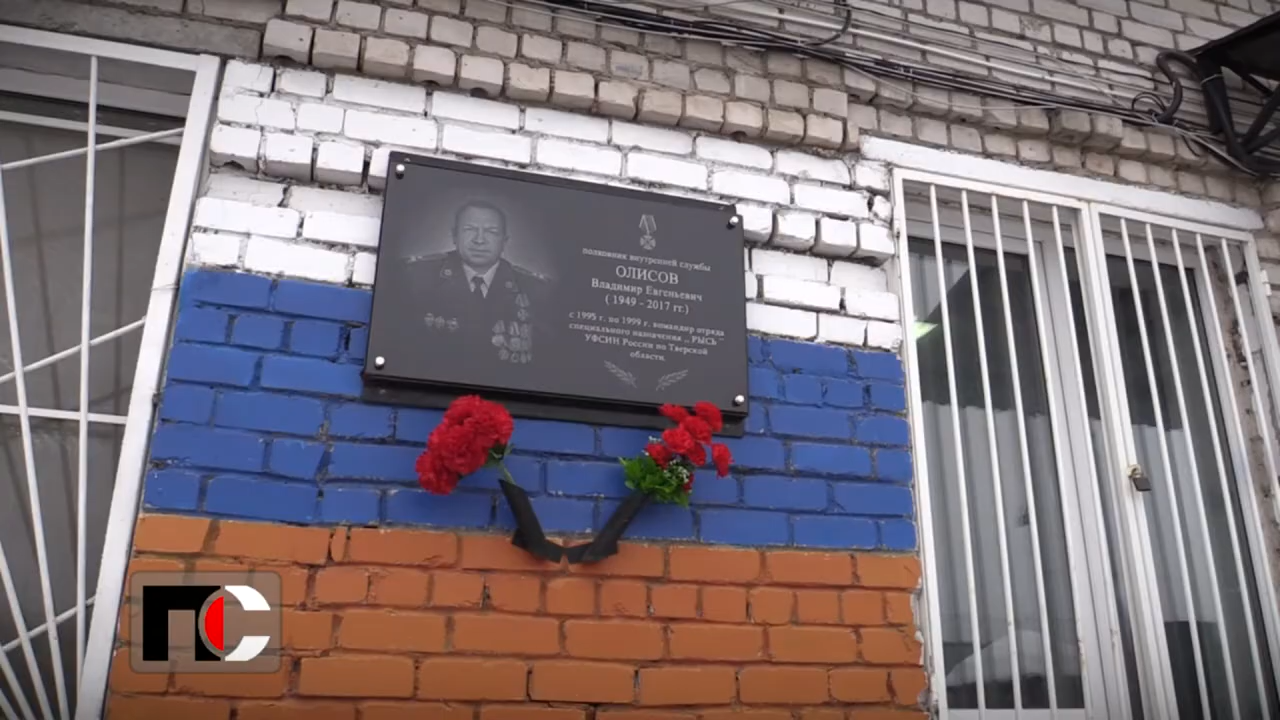 полковник внутренней службы
ОЛИСОВ
Владимир Евгеньевич
( 1949 - 2017 гг.)
с 1995 г. по 1999 г. командир отряда
специального назначения ,, РЫСЬ "
УФСИН России по Тверской
области.
ПС